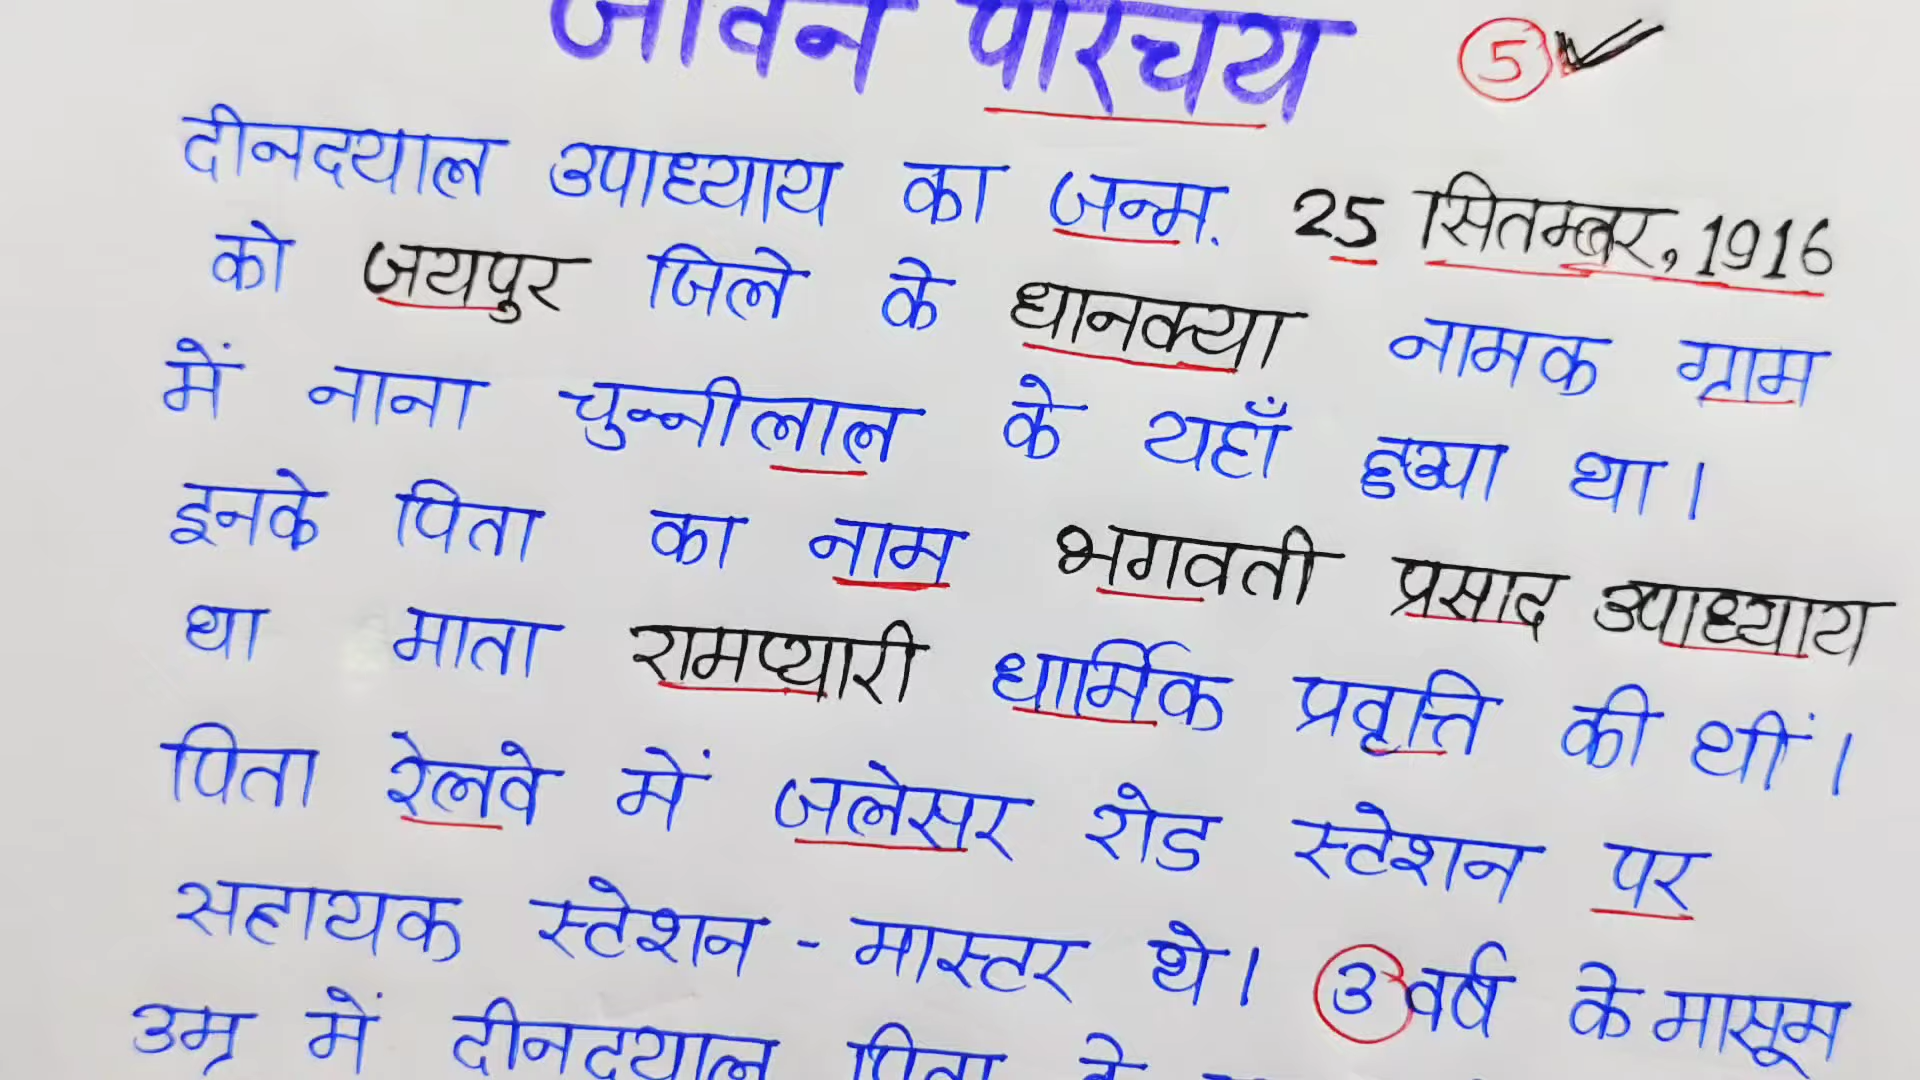 जीवन परिचय 5
दीनदयाल उपाध्याय का जन्म. 25 सितम्बर, 1916
को जयपुर जिले के धानक्या नामक ग्राम
में नाना चुन्नीलाल के यहाँ हुआ था।
इनके पिता का नाम भगवती प्रसाद उपाध्याय
था माता रामप्यारी धार्मिक प्रवृत्ति की थीं।
पिता रेलवे में जलेसर रोड स्टेशन पर
सहायक स्टेशन - मास्टर थे। 3 वर्ष के मासूम
उम्र में दीनदयाल पिता